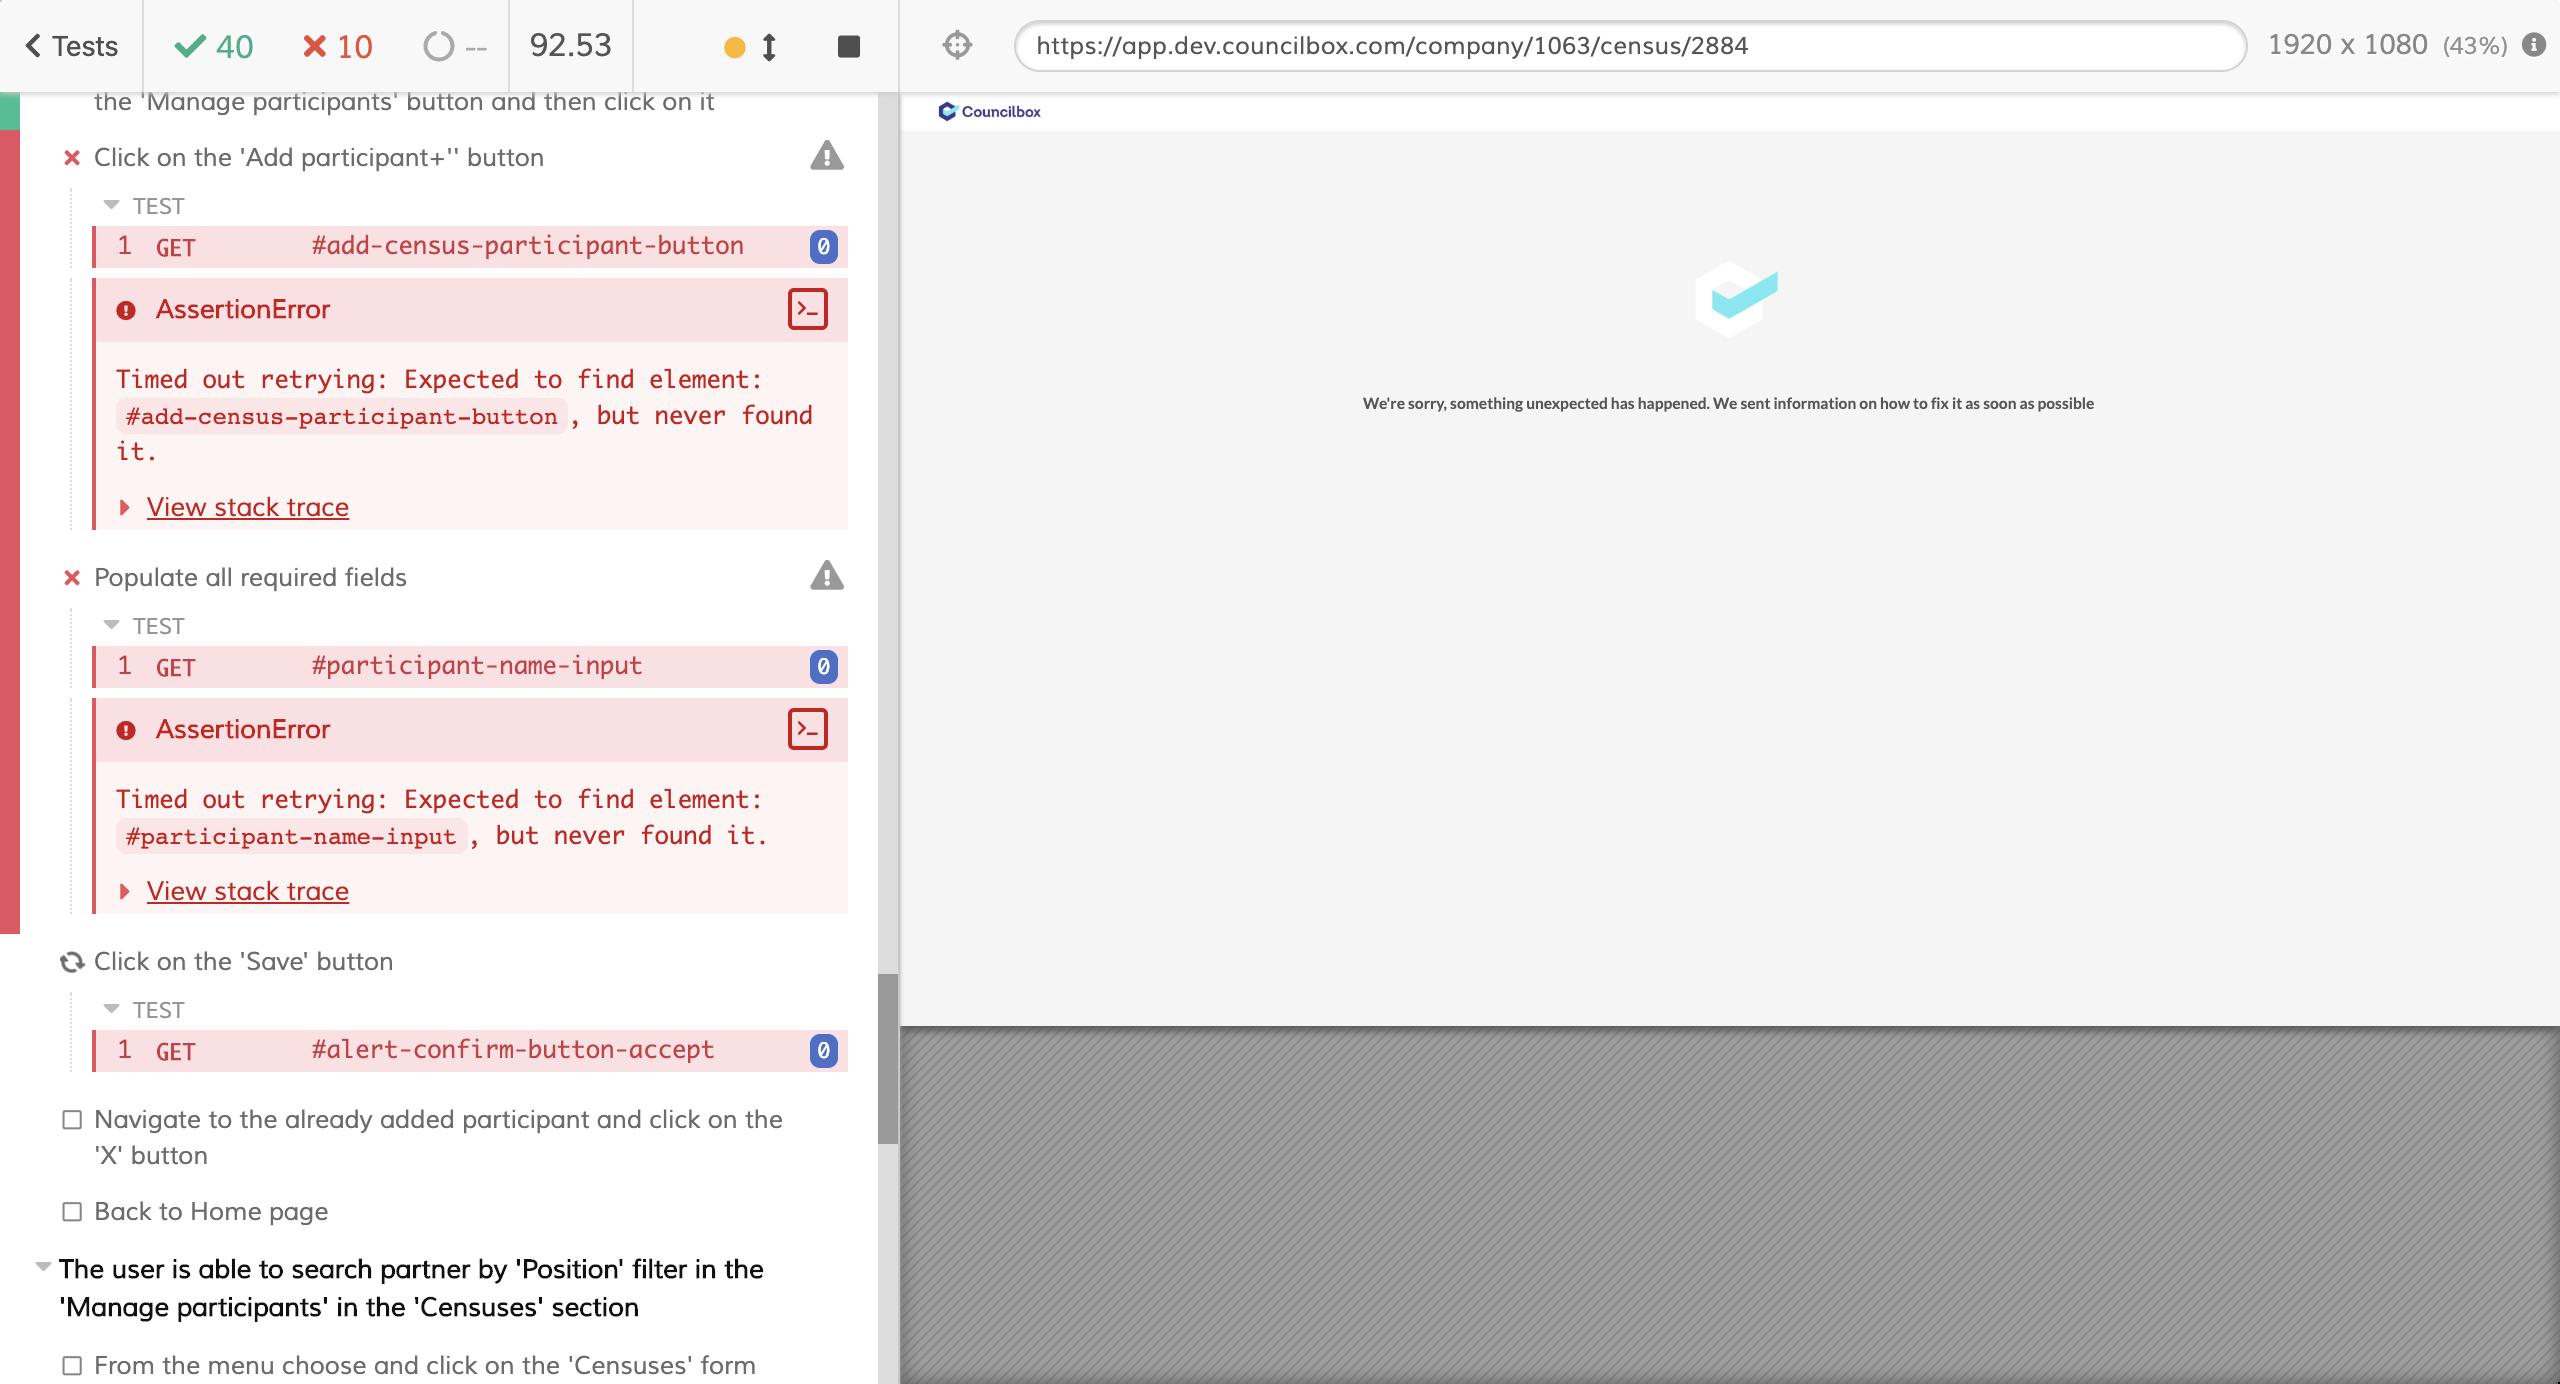 Tests
40
10
--
92.53
https://app.dev.councilbox.com/company/1063/census/2884
1920 x 1080 (43%)
the 'Manage participants' button and then click on it
Click on the 'Add participant+'' button
TEST
1 GET #add-census-participant-button 0
AssertionError
Timed out retrying: Expected to find element:
#add-census-participant-button, but never found
it.
View stack trace
Populate all required fields
TEST
1 GET #participant-name-input 0
AssertionError
Timed out retrying: Expected to find element:
#participant-name-input, but never found it.
View stack trace
Click on the 'Save' button
TEST
1 GET #alert-confirm-button-accept 0
Navigate to the already added participant and click on the
'X' button
Back to Home page
The user is able to search partner by 'Position' filter in the
'Manage participants' in the 'Censuses' section
From the menu choose and click on the 'Censuses' form
Councilbox
We're sorry, something unexpected has happened. We sent information on how to fix it as soon as possible